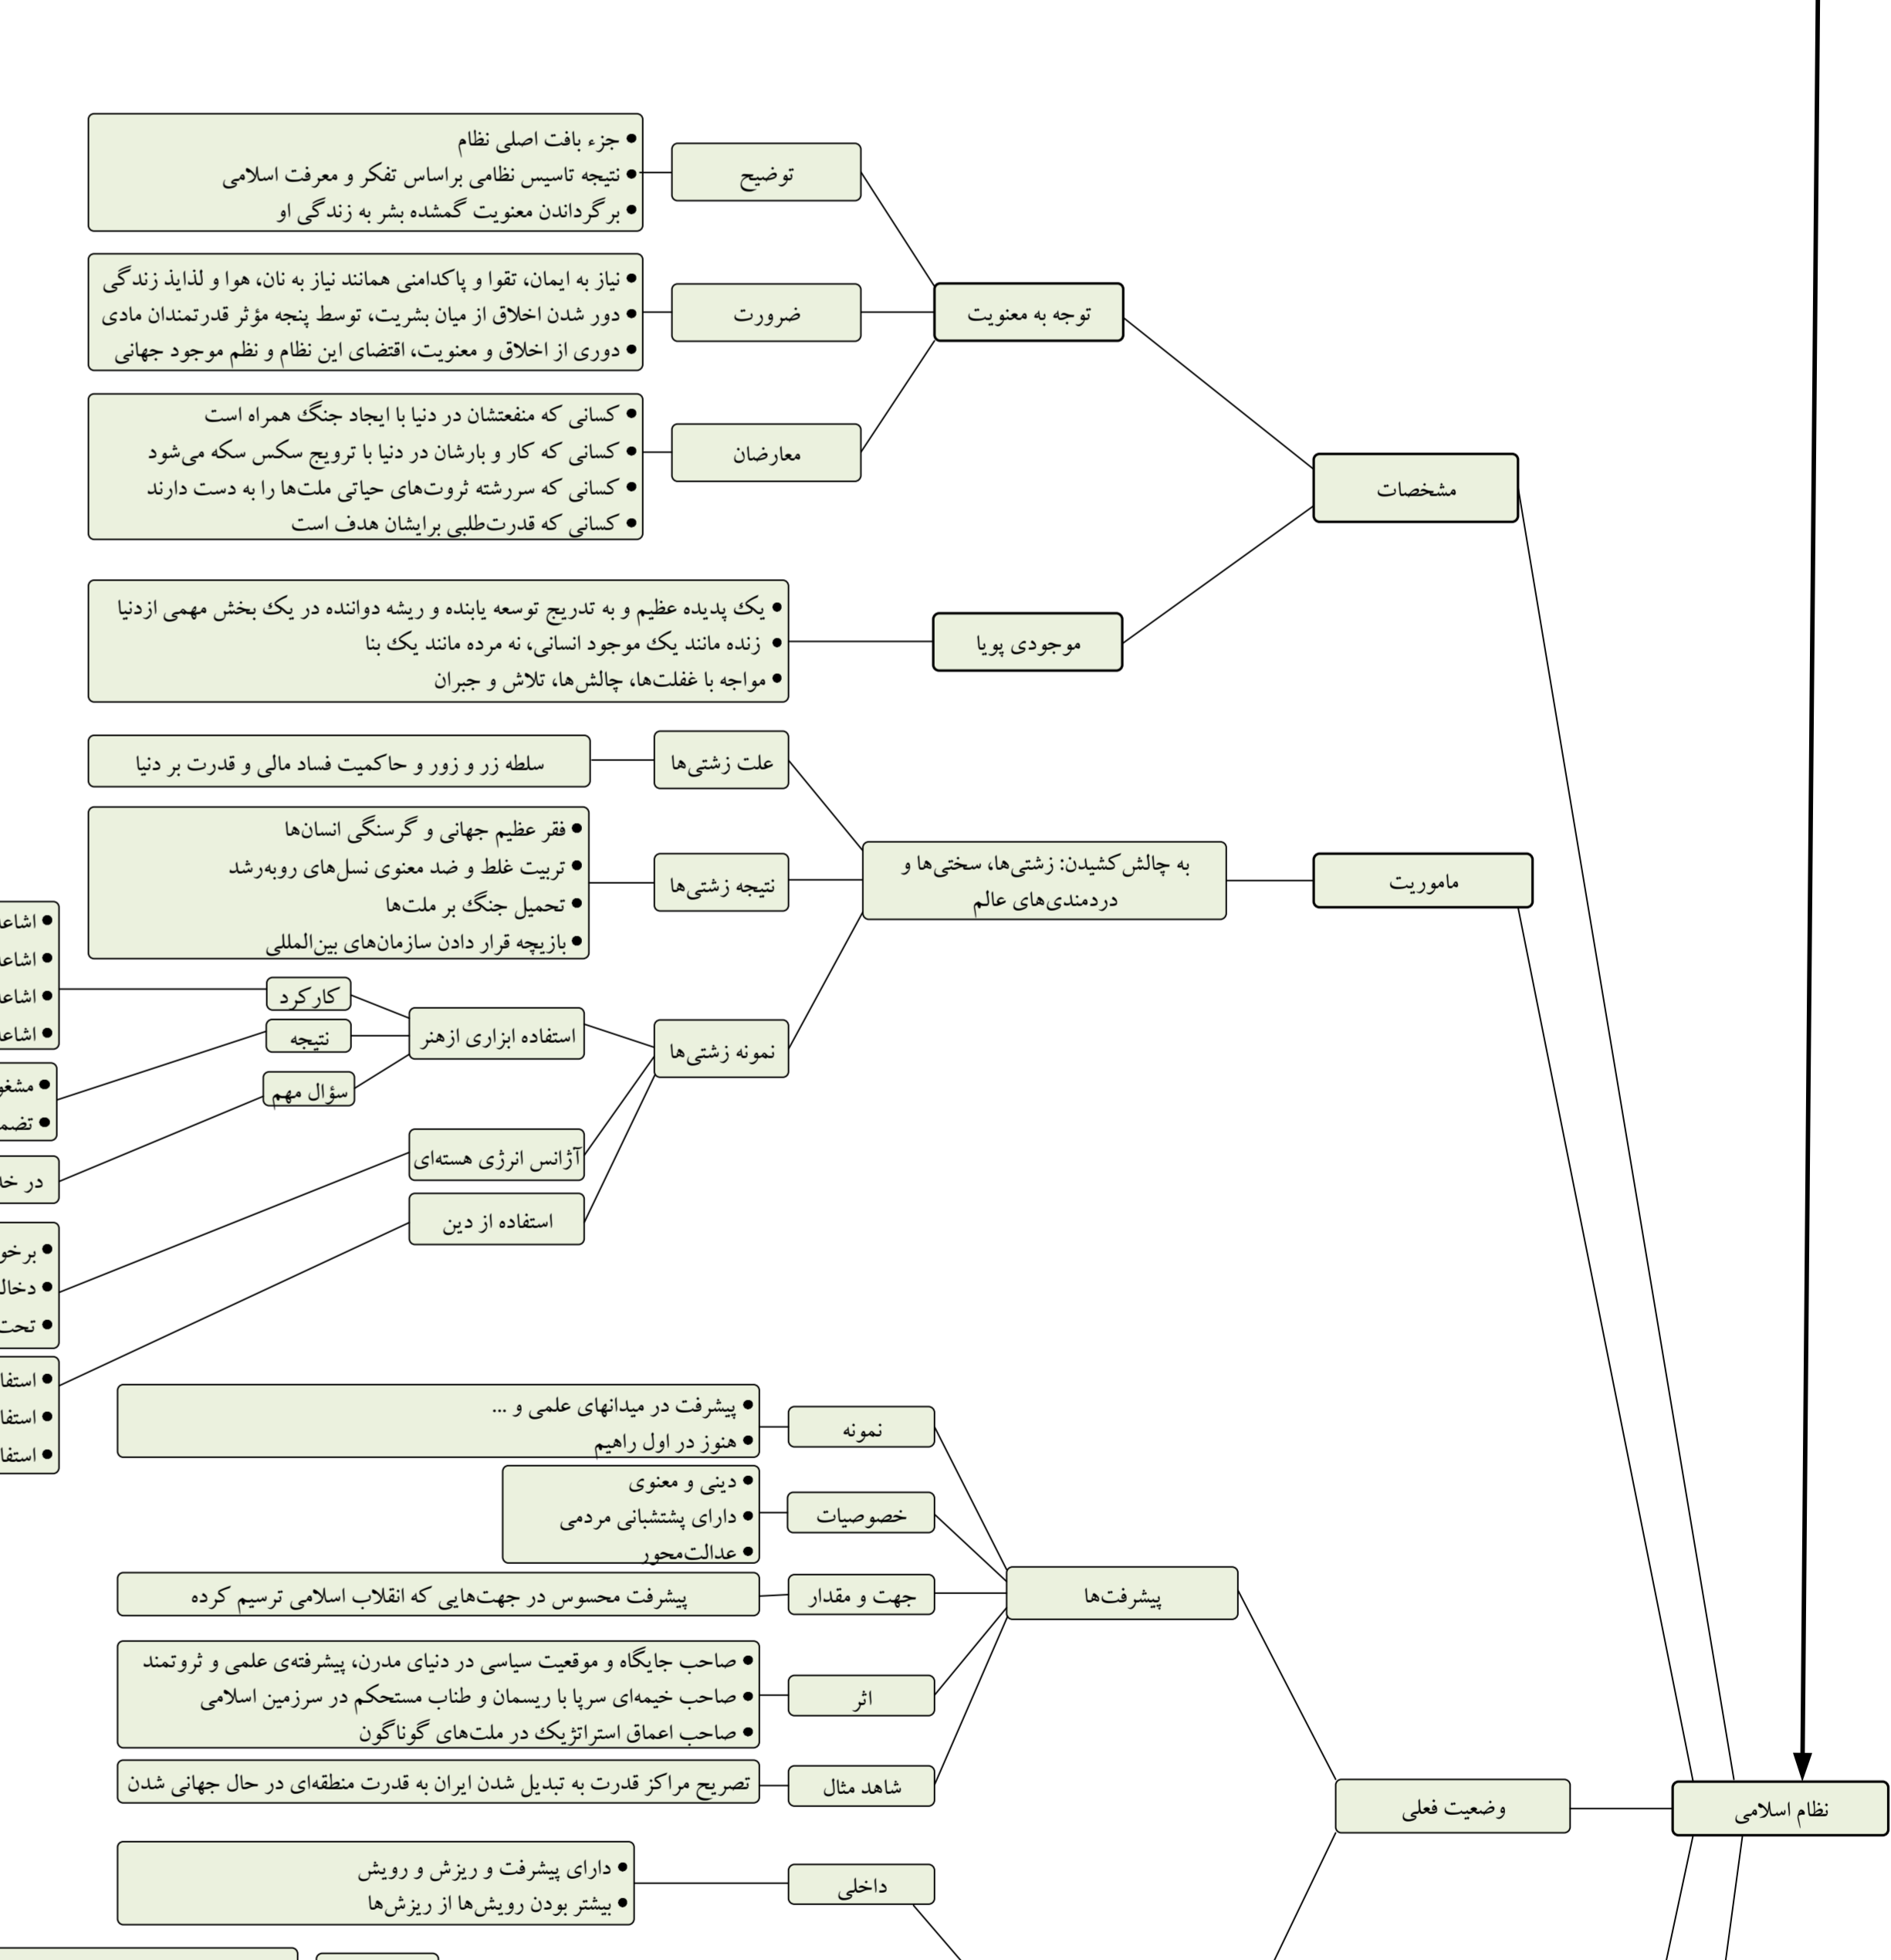 توضیح
• جزء بافت اصلی نظام
• نتیجه تاسیس نظامی براساس تفکر و معرفت اسلامی
• برگرداندن معنویت گمشده بشر به زندگی او
توجه به معنویت
ضرورت
• نیاز به ایمان، تقوا و پاکدامنی همانند نیاز به نان، هوا و لذایذ زندگی
• دور شدن اخلاق از میان بشریت، توسط پنجه مؤثر قدرتمندان مادی
• دوری از اخلاق و معنویت، اقتضای این نظام و نظم موجود جهانی
معارضان
• کسانی که منفعتشان در دنیا با ایجاد جنگ همراه است
• کسانی که کار و بارشان در دنیا با ترویج سکس سکه می‌شود
• کسانی که سررشته ثروت‌های حیاتی ملت‌ها را به دست دارند
• کسانی که قدرت‌طلبی برایشان هدف است
مشخصات
موجودی پویا
• یک پدیده عظیم و به تدریج توسعه یابنده و ریشه دواننده در یک بخش مهمی ازدنیا
• زنده مانند یک موجود انسانی، نه مرده مانند یک بنا
• مواجه با غفلت‌ها، چالش‌ها، تلاش و جبران
ماموریت
به چالش کشیدن: زشتی‌ها، سختی‌ها و
دردمندی‌های عالم
علت زشتی‌ها
سلطه زر و زور و حاکمیت فساد مالی و قدرت بر دنیا
نتیجه زشتی‌ها
• فقر عظیم جهانی و گرسنگی انسان‌ها
• تربیت غلط و ضد معنوی نسل‌های روبه‌رشد
• تحمیل جنگ بر ملت‌ها
• بازیچه قرار دادن سازمان‌های بین‌المللی
نمونه زشتی‌ها
استفاده ابزاری ازهنر
کارکرد
• اشاعه
• اشاعه
• اشاعه
• اشاعه
نتیجه
سؤال مهم
در
آژانس انرژی هسته‌ای
استفاده از دین
نمونه
• پیشرفت در میدانهای علمی و ...
• هنوز در اول راهیم
خصوصیات
• دینی و معنوی
• دارای پشتشبانی مردمی
• عدالت‌محور
پیشرفت‌ها
جهت و مقدار
پیشرفت محسوس در جهت‌هایی که انقلاب اسلامی ترسیم کرده
اثر
• صاحب جایگاه و موقعیت سیاسی در دنیای مدرن، پیشرفته‌ی علمی و ثروتمند
• صاحب خیمه‌ای سرپا با ریسمان و طناب مستحکم در سرزمین اسلامی
• صاحب اعماق استراتژیک در ملت‌های گوناگون
شاهد مثال
تصریح مراکز قدرت به تبدیل شدن ایران به قدرت منطقه‌ای در حال جهانی شدن
نظام اسلامی
وضعیت فعلی
داخلی
• دارای پیشرفت و ریزش و رویش
• بیشتر بودن رویش‌ها از ریزش‌ها